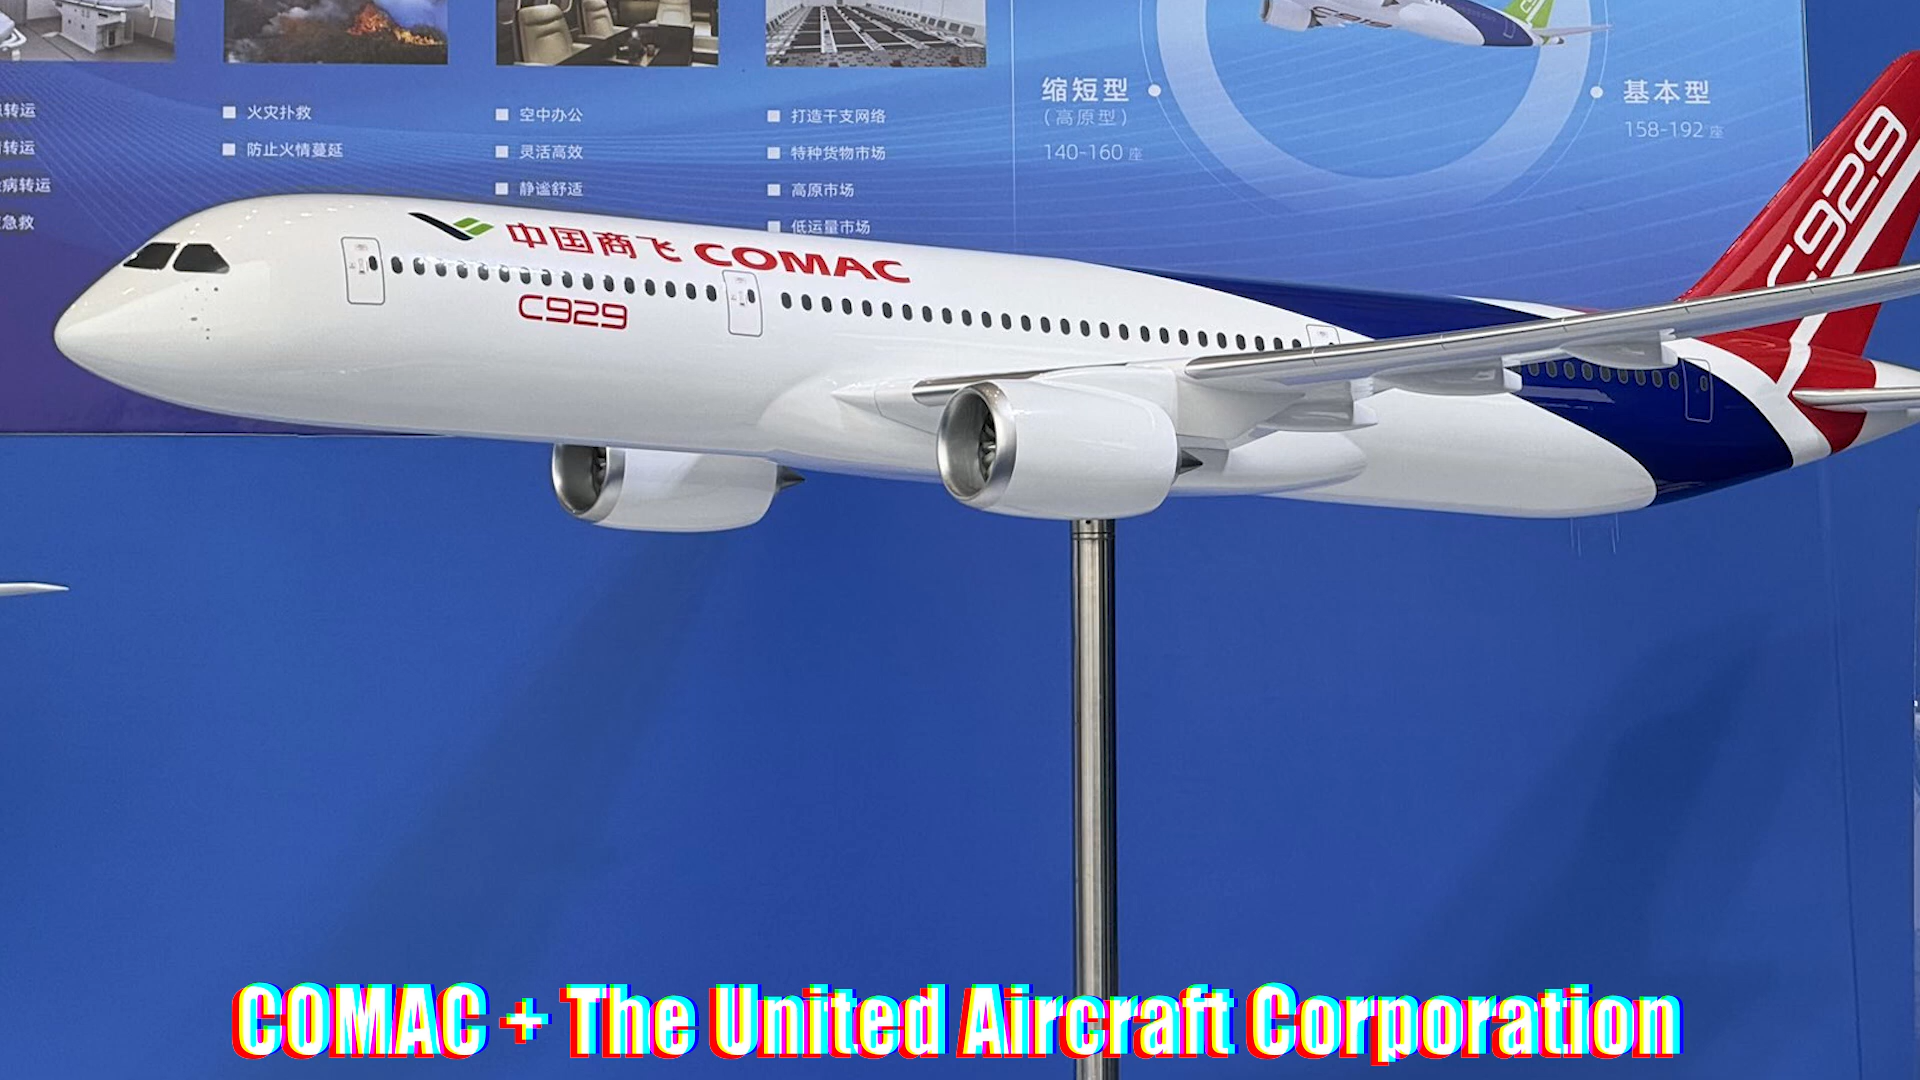 转运
火灾扑救
空中办公
打造干支网络
缩短型
基本型
转运
防止火情蔓延
灵活高效
特种货物市场
(高原型)
158-192 座
病转运
静谧舒适
高原市场
140-160 座
急救
低运量市场
中国商飞 COMAC
C929
C929
COMAC + The United Aircraft Corporation